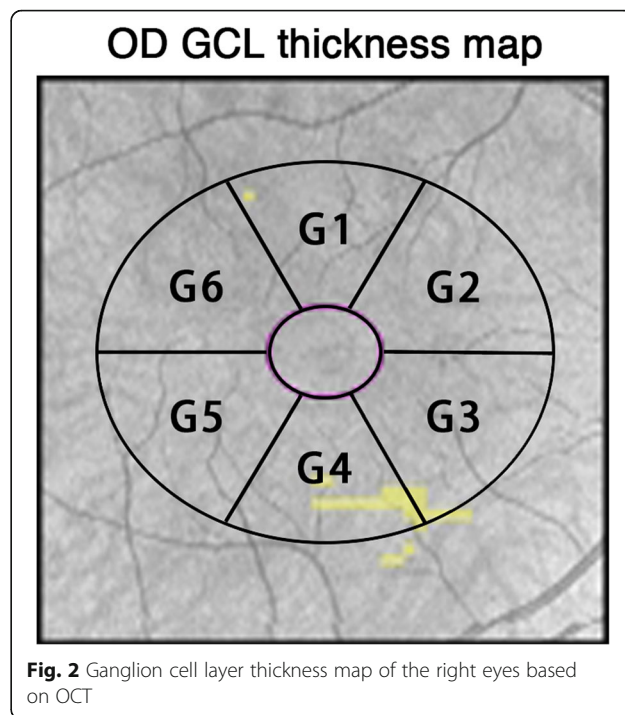 OD GCL thickness map
G1
G6
G2
G5
G3
G4
Fig. 2 Ganglion cell layer thickness map of the right eyes based
on OCT